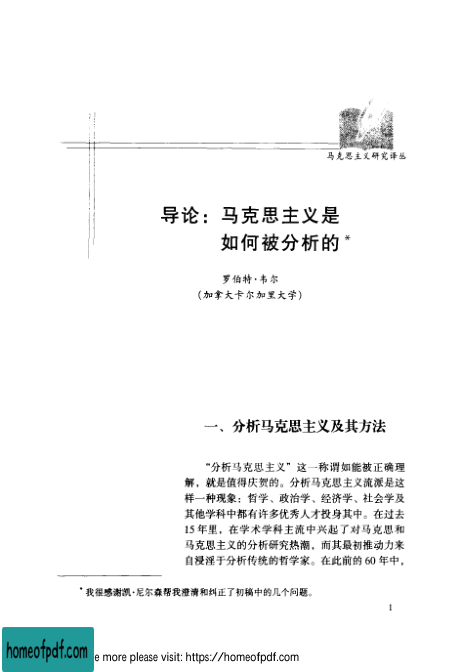 马克思主义研究译丛
导论：马克思主义是
如何被分析的*
罗伯特·韦尔
（加拿大卡尔加里大学）
一、分析马克思主义及其方法
“分析马克思主义”这一称谓如能被正确理
解，就是值得庆贺的。分析马克思主义流派是这
样一种现象：哲学、政治学、经济学、社会学及
其他学科中都有许多优秀人才投身其中。在过去
15 年里，在学术学科主流中兴起了对马克思和
马克思主义的分析研究热潮，而其最初推动力来
自浸淫于分析传统的哲学家。在此前的 60 年中，
*我很感谢凯·尼尔森帮我澄清和纠正了初稿中的几个问题。
1
homeofpdf.com
e more please visit: https://homeofpdf.com